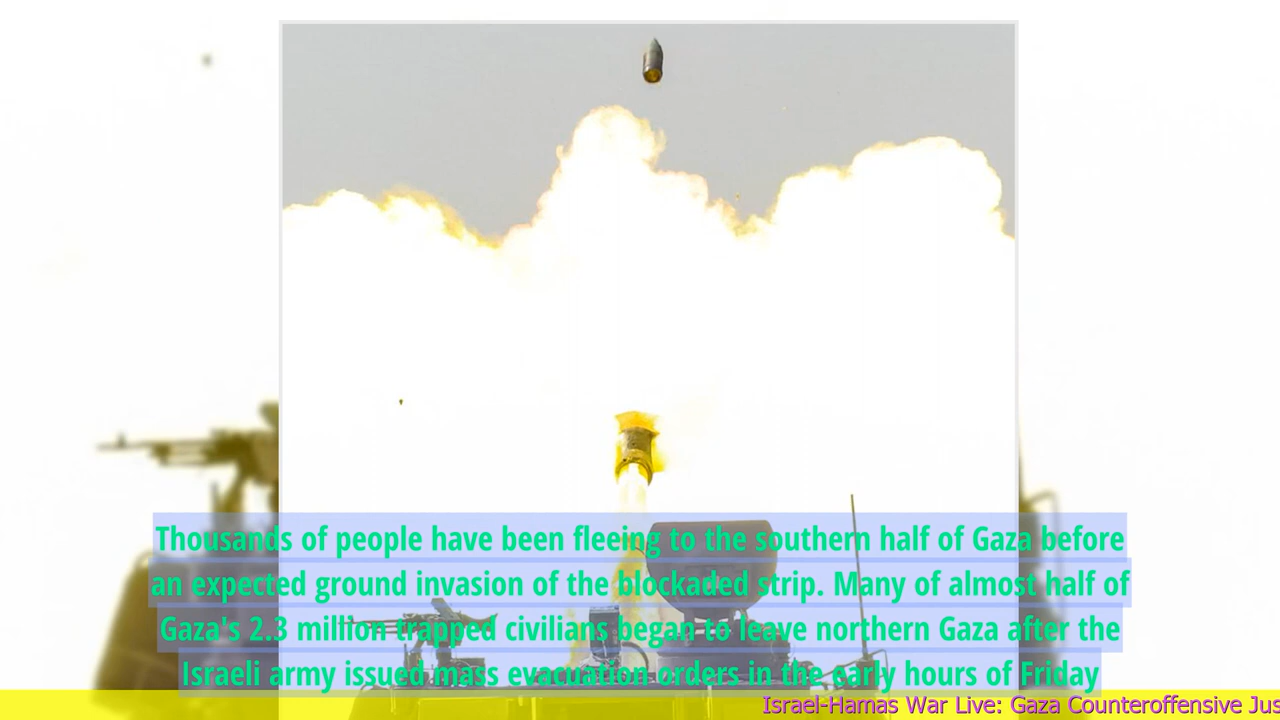 Thousands of people have been fleeing to the southern half of Gaza before
an expected ground invasion of the blockaded strip. Many of almost half of
Gaza's 2.3 million trapped civilians began to leave northern Gaza after the
Israeli army issued mass evacuation orders in the early hours of Friday
Israel-Hamas War Live: Gaza Counteroffensive Jus